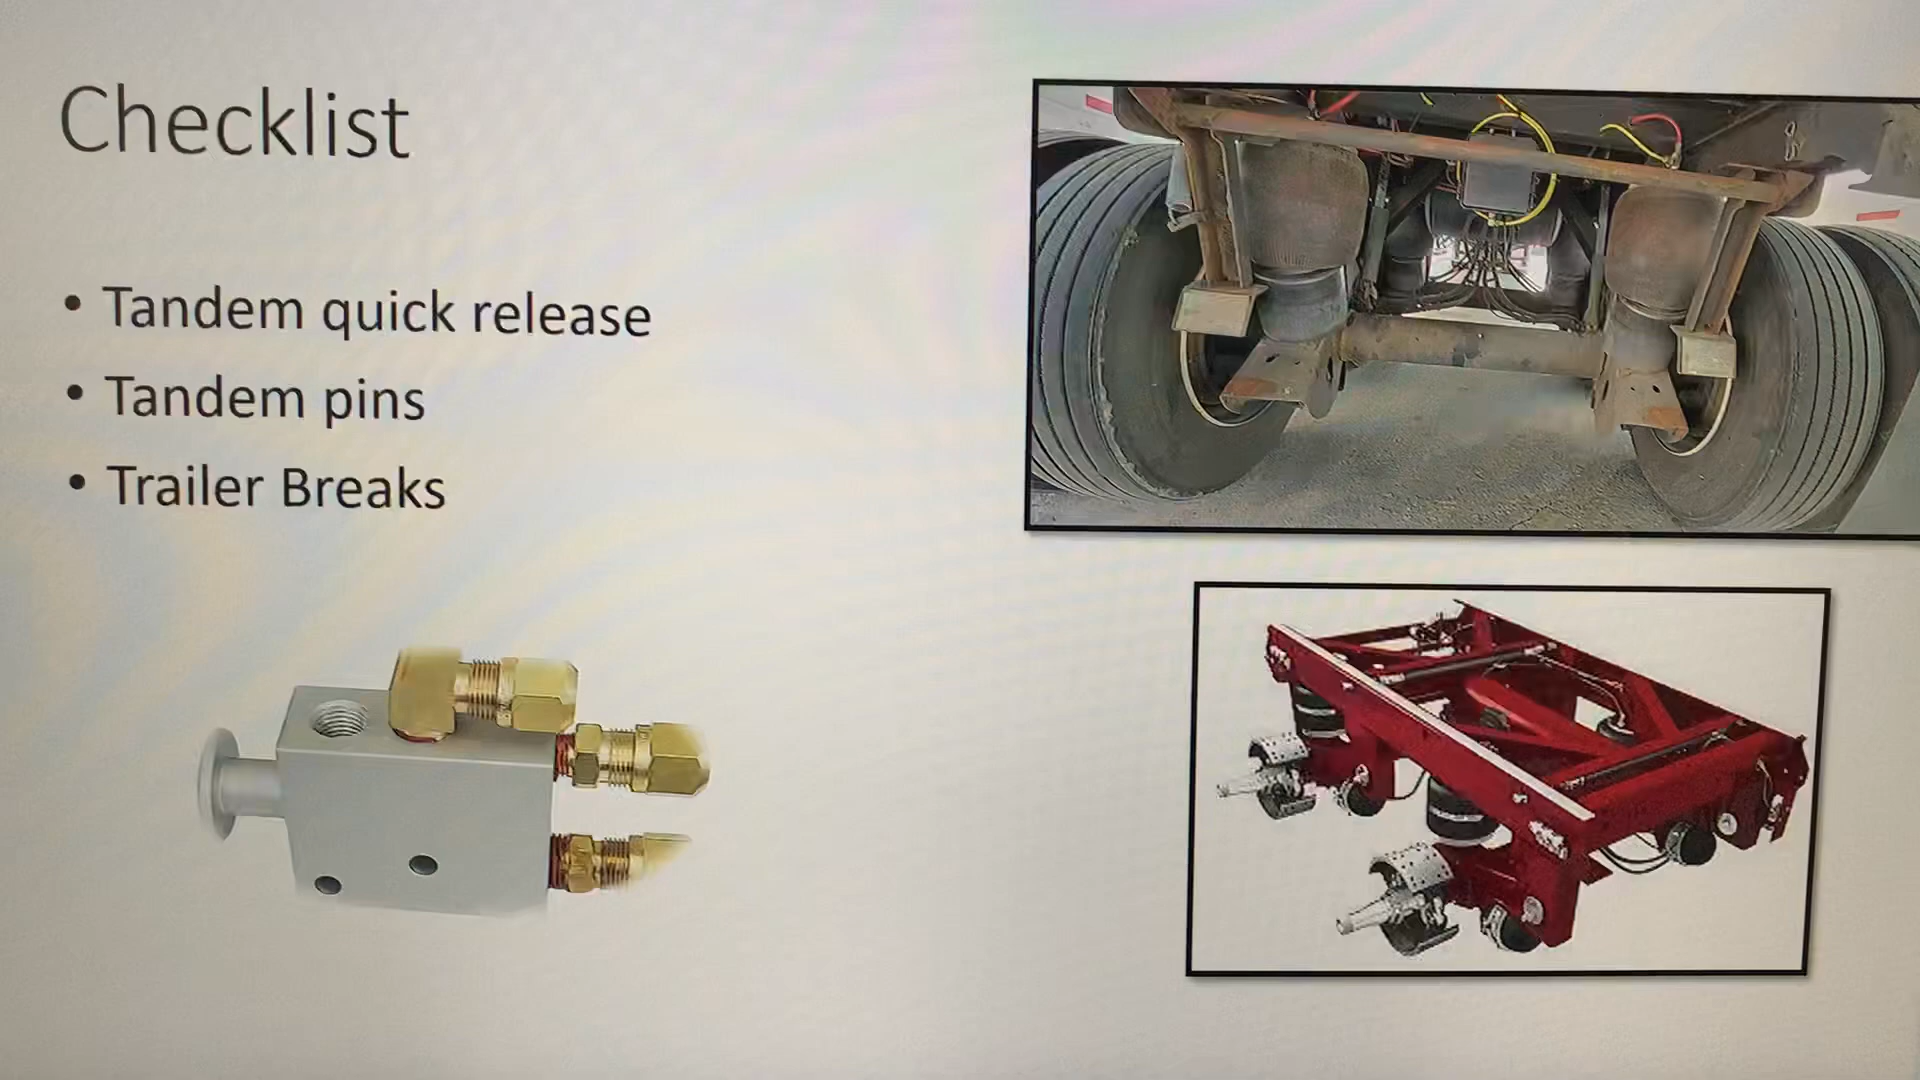 Checklist
• Tandem quick release
• Tandem pins
• Trailer Breaks